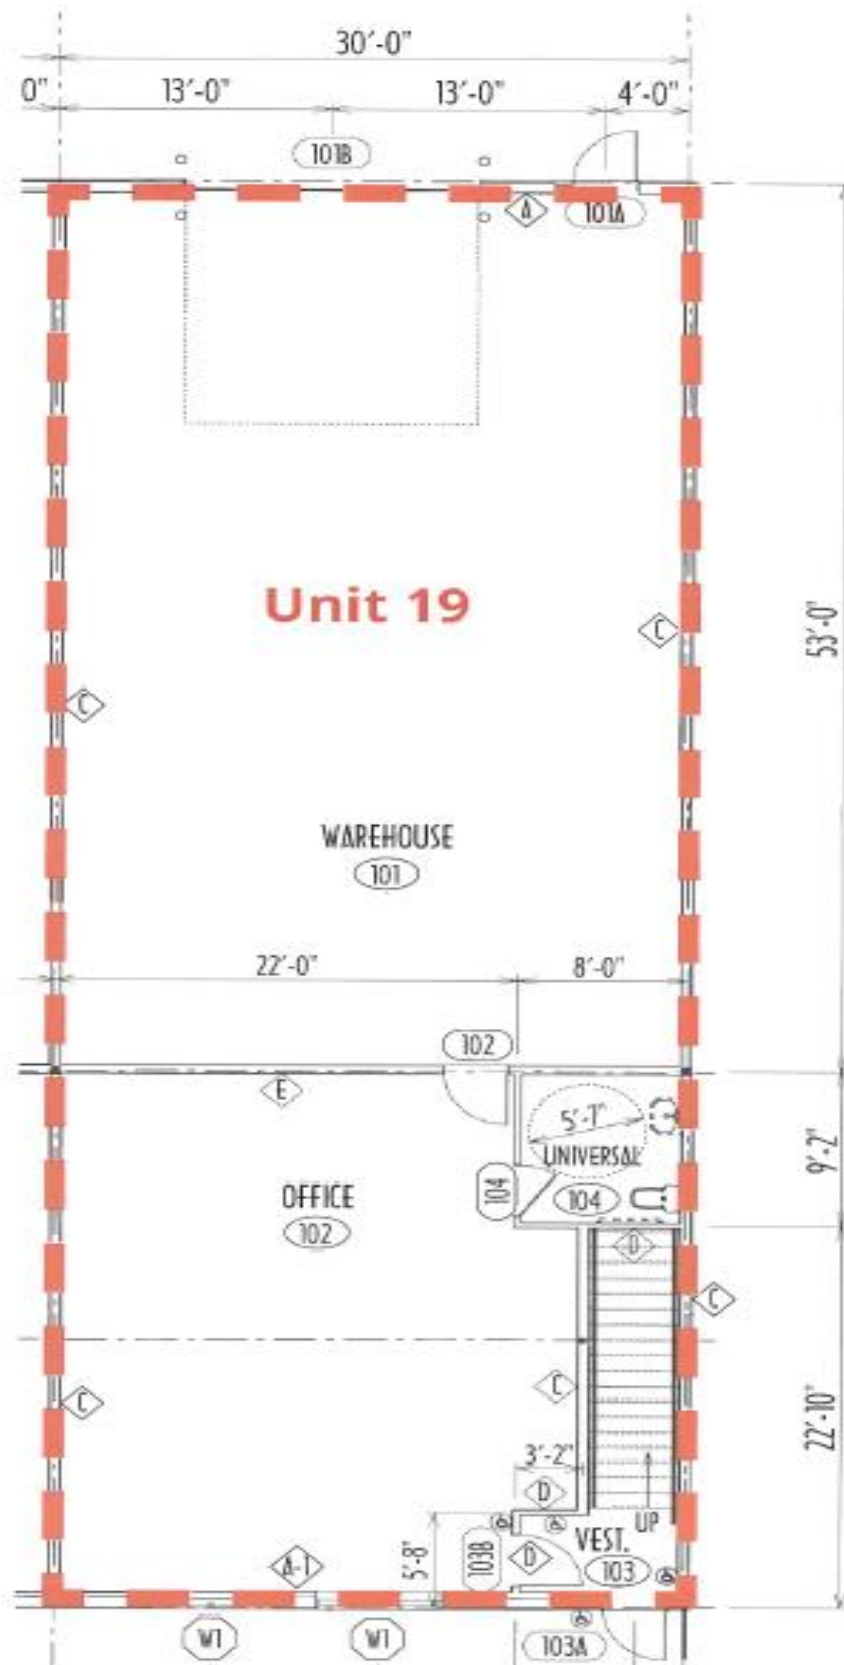 30'-0"
0"
13'-0"
13'-0"
4'-0"
101B
A
101A
53'-0"
Unit 19
C
C
WAREHOUSE
101
22'-0"
8'-0"
102
E
5'-7"
UNIVERSAL
104
104
9'-2"
OFFICE
102
D
C
C
C
22'-10"
3'-2"
D
UP
VEST.
103
5'-8"
103B
D
A-1
W1
W1
103A